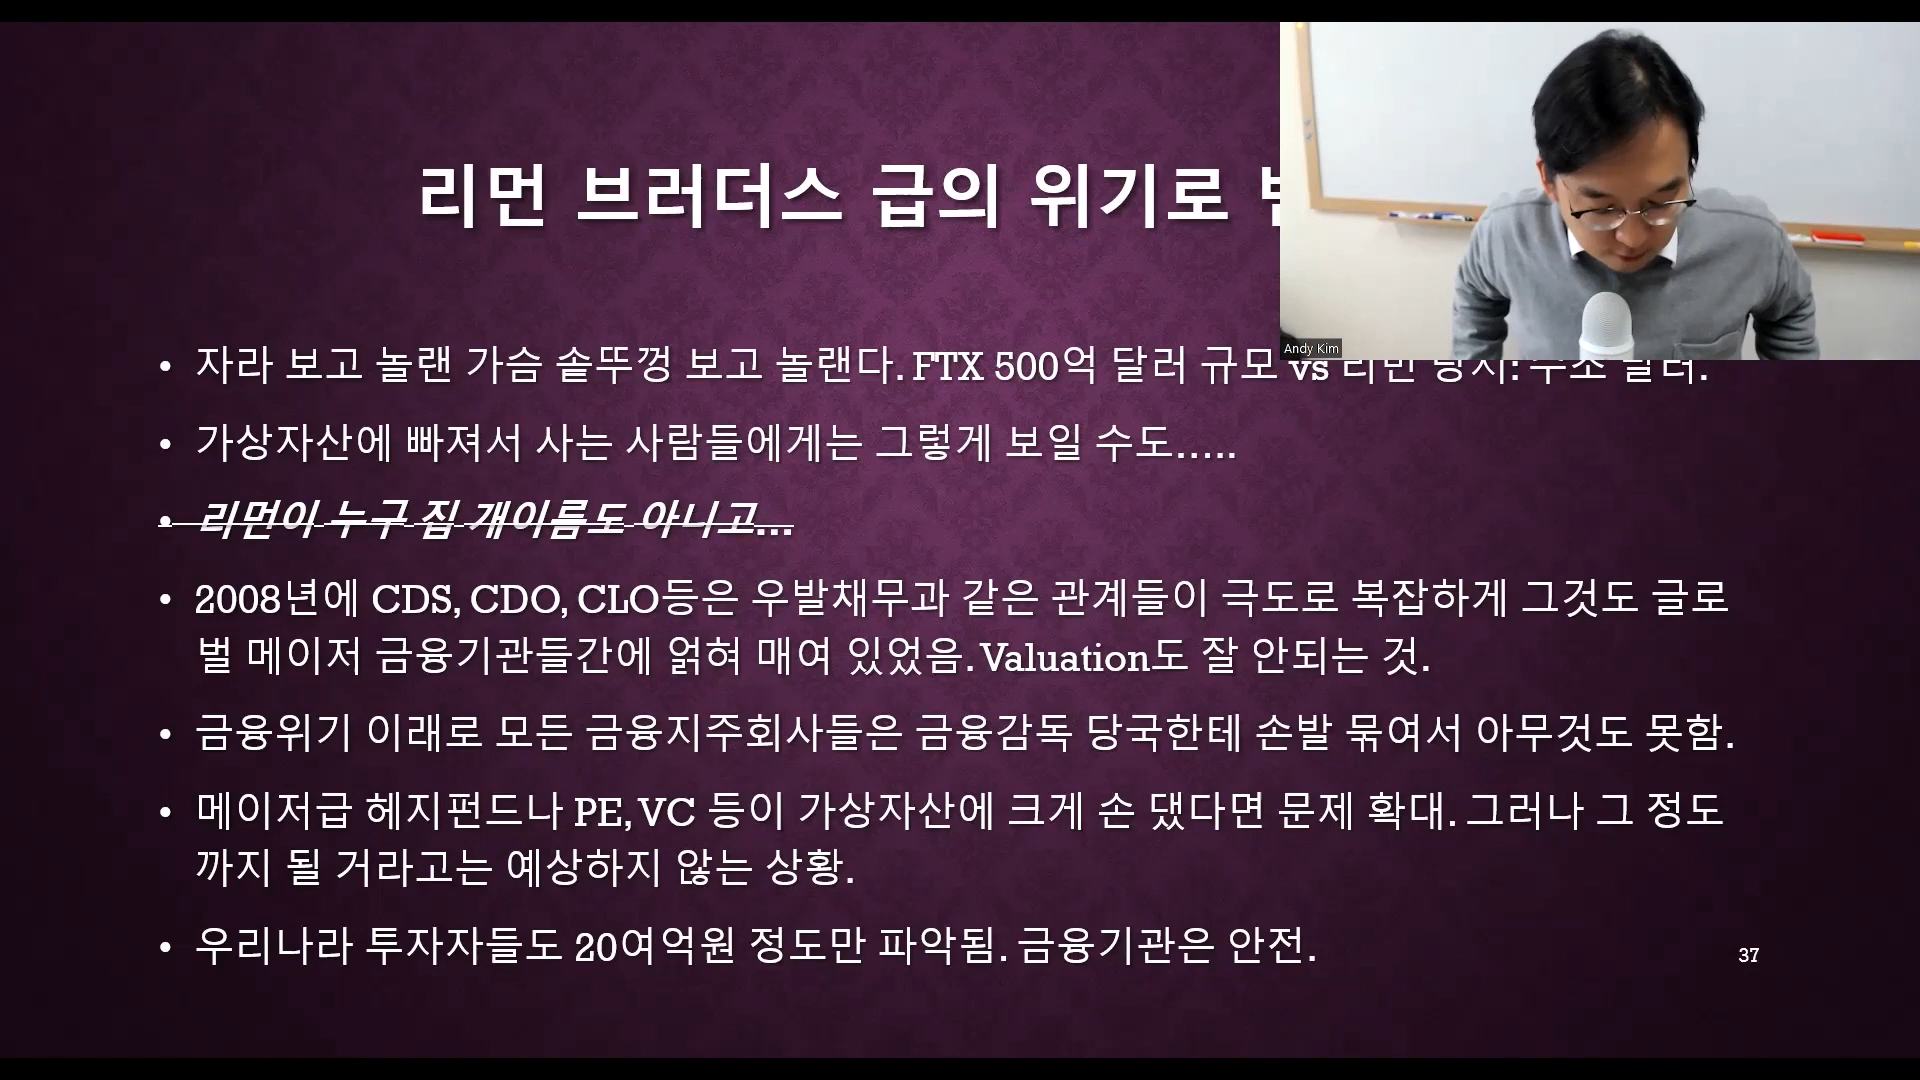 리먼 브러더스 급의 위기로
Andy Kim
• 자라 보고 놀랜 가슴 솥뚜껑 보고 놀랜다. FTX 500억 달러 규모 vs 리먼 당시: 수조 달러.
• 가상자산에 빠져서 사는 사람들에게는 그렇게 보일 수도.....
• 리먼이 누구 집 개이름도 아니고...
• 2008년에 CDS, CDO, CLO등은 우발채무과 같은 관계들이 극도로 복잡하게 그것도 글로
벌 메이저 금융기관들간에 얽혀 매여 있었음. Valuation도 잘 안되는 것.
• 금융위기 이래로 모든 금융지주회사들은 금융감독 당국한테 손발 묶여서 아무것도 못함.
• 메이저급 헤지펀드나 PE, VC 등이 가상자산에 크게 손 댔다면 문제 확대. 그러나 그 정도
까지 될 거라고는 예상하지 않는 상황.
• 우리나라 투자자들도 20여억원 정도만 파악됨. 금융기관은 안전.
37